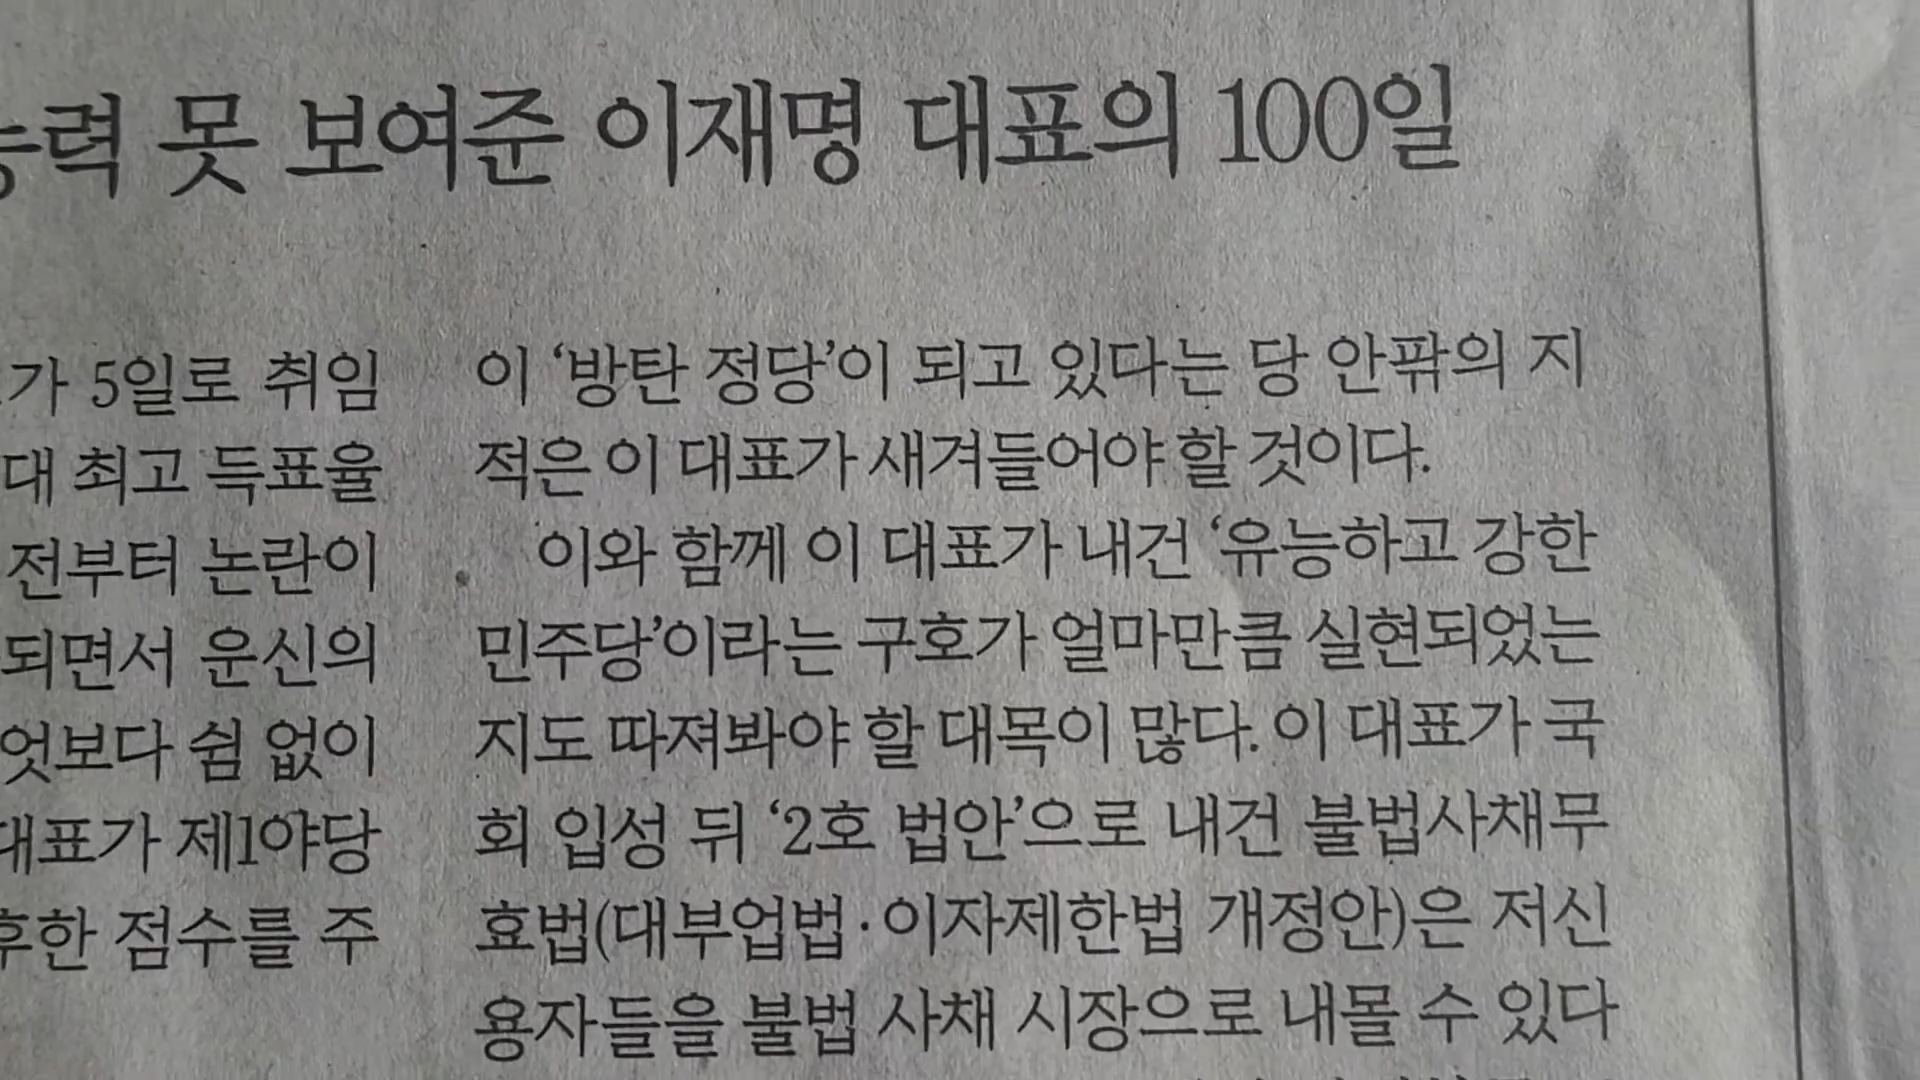 못 보여준 이재명 대표의 100일
가 5일로 취임
대 최고 득표율
전부터 논란이
되면서 운신의
쉼 없이
대표가 제1야당
점수를 주
이 ‘방탄 정당’이 되고 있다는 당 안팎의 지
적은 이 대표가 새겨들어야 할 것이다.
이와 함께 이 대표가 내건 ‘유능하고 강한
민주당’이라는 구호가 얼마만큼 실현되었는
지도 따져봐야 할 대목이 많다. 이 대표가 국
회 입성 뒤 ‘2호 법안’으로 내건 불법사채무
효법(대부업법·이자제한법 개정안)은 저신
용자들을 불법 사채 시장으로 내몰 수 있다